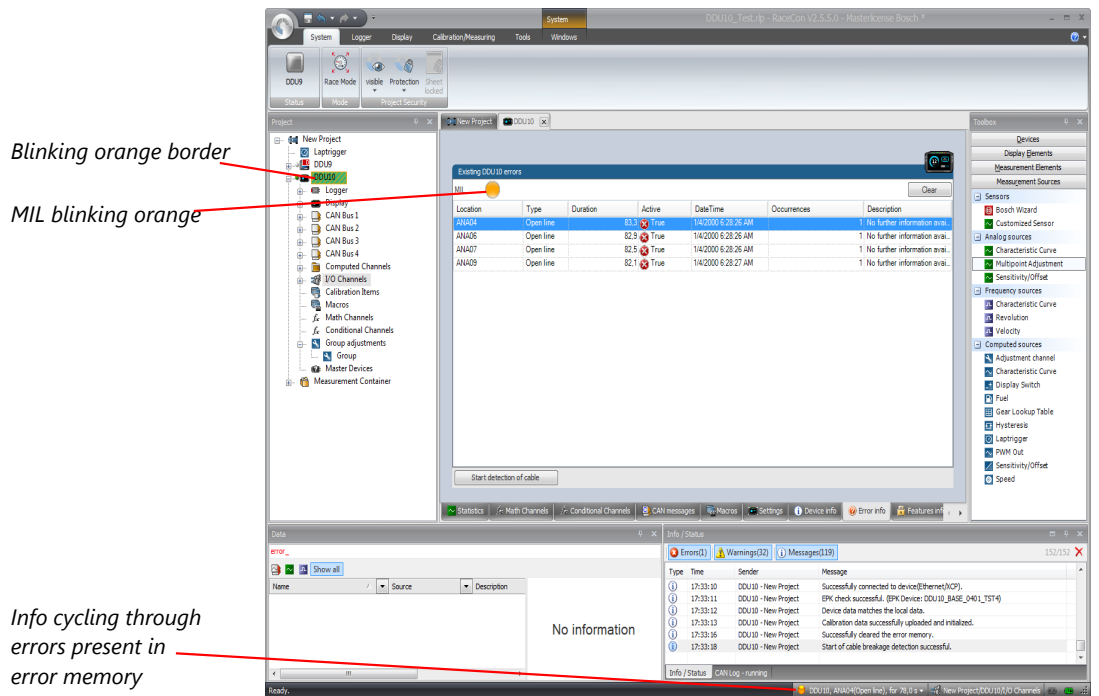 System
DDU10_Test.rlp - RaceCon V2.5.5.0 - Masterlicense Bosch *
System Logger Display Calibration/Measuring Tools Windows
DDU9 Race Mode visible Protection Sheet locked
Status Mode Project Security
Project
New Project
Laptrigger
DDU9
DDU10
Logger
Display
CAN Bus 1
CAN Bus 2
CAN Bus 3
CAN Bus 4
Computed Channels
I/O Channels
Calibration Items
Macros
Math Channels
Conditional Channels
Group adjustments
Group
Master Devices
Measurement Container
Blinking orange border
MIL blinking orange
New Project DDU10
Existing DDU10 errors
MIL Clear
Location Type Duration Active DateTime Occurrences Description
ANA04 Open line 83,3 True 1/4/2000 6:28:26 AM 1 No further information avai...
ANA06 Open line 82,9 True 1/4/2000 6:28:26 AM 1 No further information avai...
ANA07 Open line 82,5 True 1/4/2000 6:28:26 AM 1 No further information avai...
ANA09 Open line 82,1 True 1/4/2000 6:28:27 AM 1 No further information avai...
Start detection of cable
Statistics Math Channels Conditional Channels CAN messages Macros Settings Device info Error info Features inf
Toolbox
Devices
Display Elements
Measurement Elements
Measurement Sources
Sensors
Bosch Wizard
Customized Sensor
Analog sources
Characteristic Curve
Multipoint Adjustment
Sensitivity/Offset
Frequency sources
Characteristic Curve
Revolution
Velocity
Computed sources
Adjustment channel
Characteristic Curve
Display Switch
Fuel
Gear Lookup Table
Hysteresis
Laptrigger
PWM Out
Sensitivity/Offset
Speed
Data
error_
Show all
Name Source Description
No information
Info / Status
Errors(1) Warnings(32) Messages(119) 152/152
Type Time Sender Message
17:33:10 DDU10 - New Project Successfully connected to device(Ethernet/XCP).
17:33:11 DDU10 - New Project EPK check successful. (EPK Device: DDU10_BASE_0401_TST4)
17:33:12 DDU10 - New Project Device data matches the local data.
17:33:13 DDU10 - New Project Calibration data successfully uploaded and initialized.
17:33:16 DDU10 - New Project Successfully cleared the error memory.
17:33:18 DDU10 - New Project Start of cable breakage detection successful.
Info / Status CAN Log - running
Info cycling through
errors present in
error memory
Ready.
DDU10, ANA04(Open line), for 78,0 s New Project/DDU10/I/O Channels